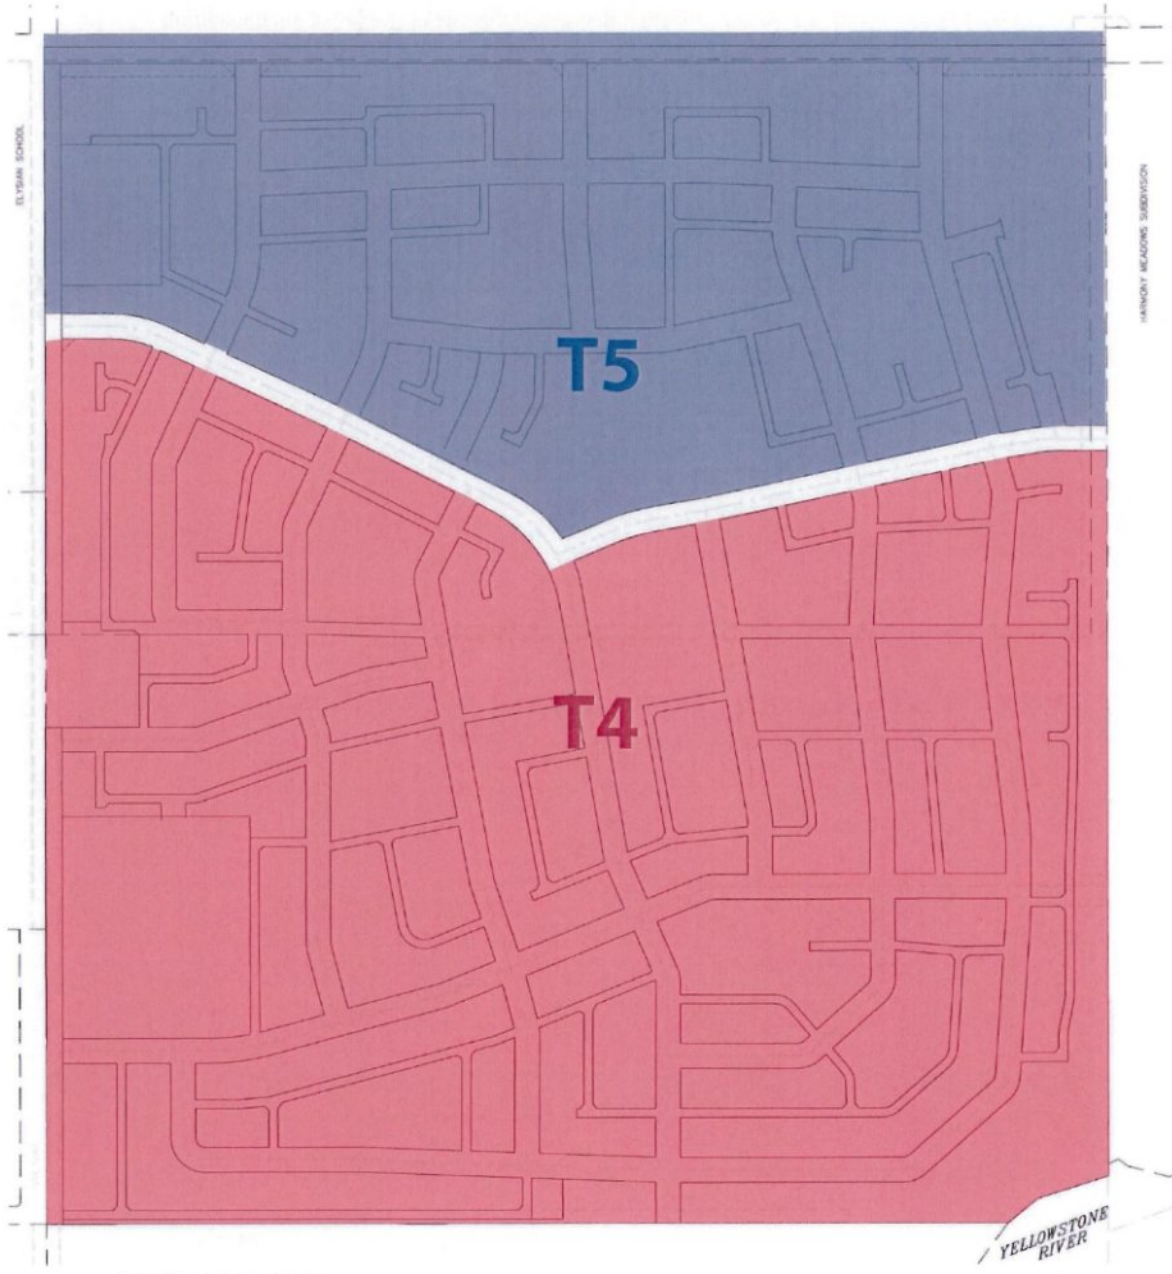 ELYSIAN SCHOOL
HARMONY MEADOWS SUBDIVISION
T5
T4
YELLOWSTONE
RIVER